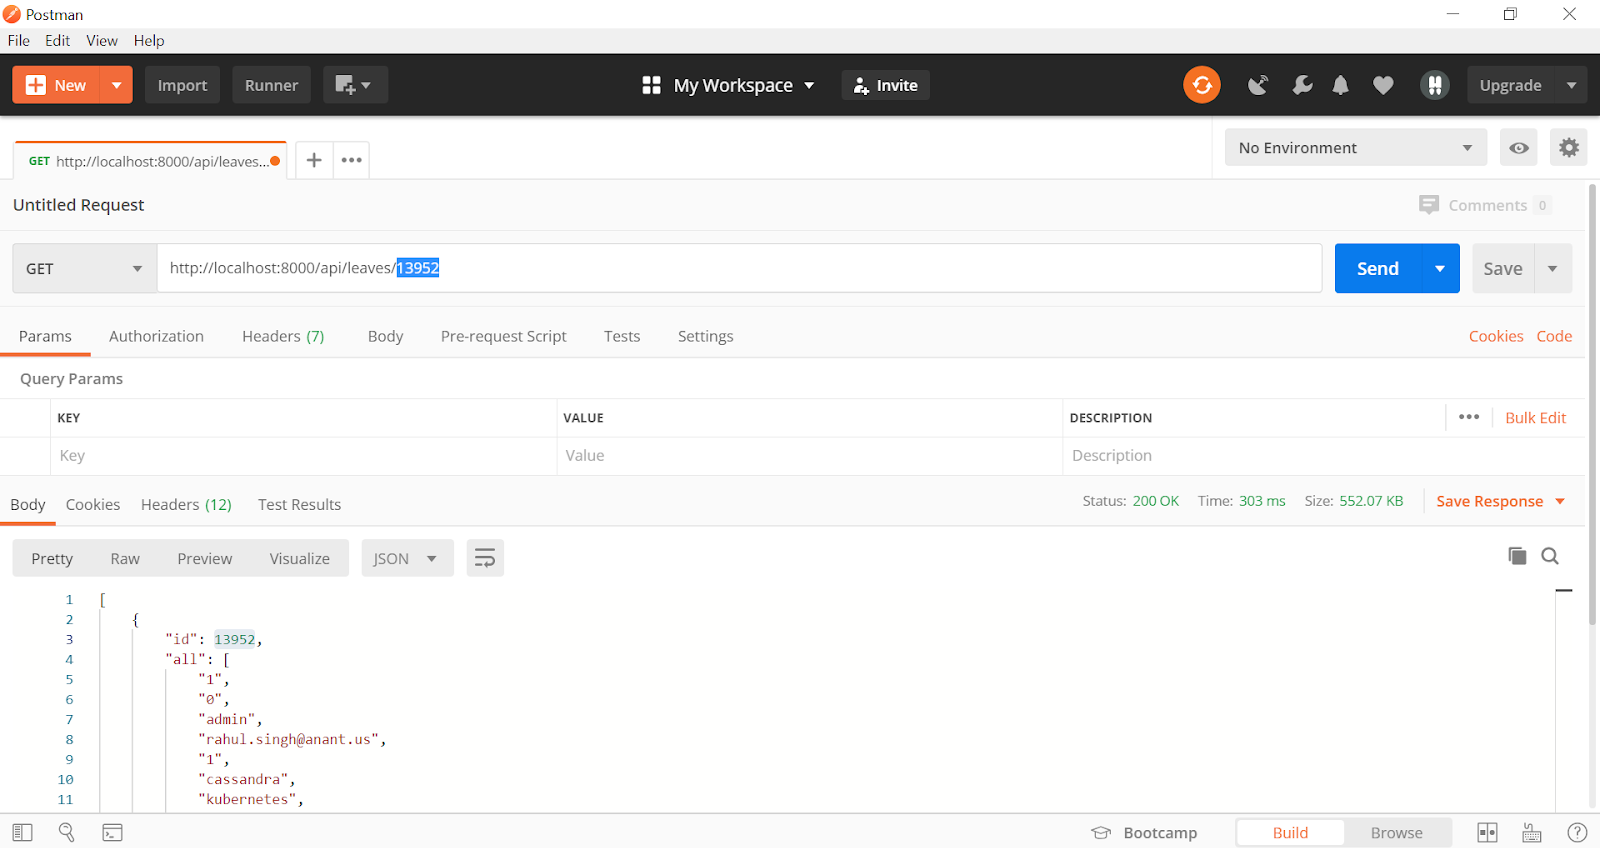 Postman
File Edit View Help
New Import Runner My Workspace Invite Upgrade
GET http://localhost:8000/api/leaves... No Environment
Untitled Request Comments 0
GET http://localhost:8000/api/leaves/13952 Send Save
Params Authorization Headers (7) Body Pre-request Script Tests Settings Cookies Code
Query Params
KEY VALUE DESCRIPTION Bulk Edit
Key Value Description
Body Cookies Headers (12) Test Results Status: 200 OK Time: 303 ms Size: 552.07 KB Save Response
Pretty Raw Preview Visualize JSON
1 [
2 {
3 "id": 13952,
4 "all": [
5 "1",
6 "0",
7 "admin",
8 "rahul.singh@anant.us",
9 "1",
10 "cassandra",
11 "kubernetes",
Bootcamp Build Browse